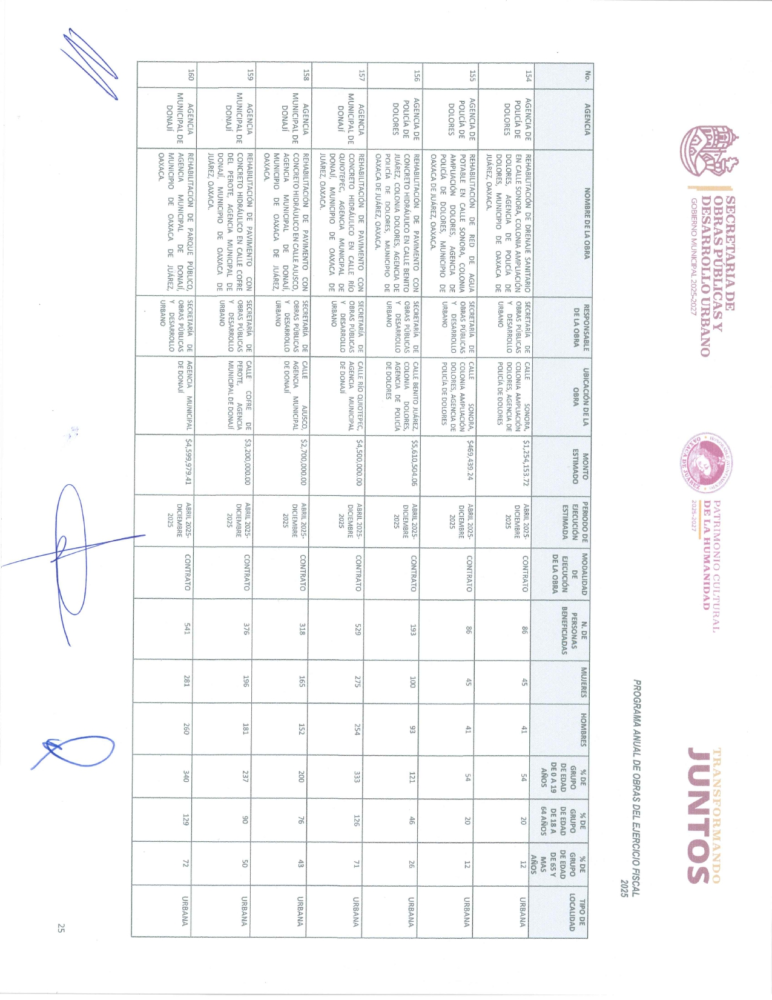 SECRETARÍA DE
OBRAS PÚBLICAS Y
DESARROLLO URBANO
GOBIERNO MUNICIPAL 2025-2027
HONORABLE AYUNTAMIENTO
OAXACA DE JUÁREZ
PATRIMONIO CULTURAL
DE LA HUMANIDAD
2025-2027
TRANSFORMANDO
JUNTOS
PROGRAMA ANUAL DE OBRAS DEL EJERCICIO FISCAL
2025
No.
AGENCIA
NOMBRE DE LA OBRA
RESPONSABLE
DE LA OBRA
UBICACIÓN DE LA
OBRA
MONTO
ESTIMADO
PERIODO DE
EJECUCIÓN
ESTIMADA
MODALIDAD
DE
EJECUCIÓN
DE LA OBRA
N. DE
PERSONAS
BENEFICIADAS
MUJERES
HOMBRES
% DE
GRUPO
DE EDAD
DE 0 A 19
AÑOS
% DE
GRUPO
DE EDAD
DE 18 A
64 AÑOS
% DE
GRUPO
DE EDAD
DE 65 Y
MAS
AÑOS
TIPO DE
LOCALIDAD
154
AGENCIA DE
POLICÍA DE
DOLORES
REHABILITACIÓN DE DRENAJE SANITARIO
EN CALLE SONORA, COLONIA AMPLIACIÓN
DOLORES, AGENCIA DE POLICÍA DE
DOLORES, MUNICIPIO DE OAXACA DE
JUÁREZ, OAXACA.
SECRETARÍA DE
OBRAS PÚBLICAS
Y DESARROLLO
URBANO
CALLE SONORA,
COLONIA AMPLIACIÓN
DOLORES, AGENCIA DE
POLICÍA DE DOLORES
$1,254,153.72
ABRIL 2025-
DICIEMBRE
2025
CONTRATO
86
45
41
54
20
12
URBANA
155
AGENCIA DE
POLICÍA DE
DOLORES
REHABILITACIÓN DE RED DE AGUA
POTABLE EN CALLE SONORA, COLONIA
AMPLIACIÓN DOLORES, AGENCIA DE
POLICÍA DE DOLORES, MUNICIPIO DE
OAXACA DE JUÁREZ, OAXACA.
SECRETARÍA DE
OBRAS PÚBLICAS
Y DESARROLLO
URBANO
CALLE SONORA,
COLONIA AMPLIACIÓN
DOLORES, AGENCIA DE
POLICÍA DE DOLORES
$469,439.24
ABRIL 2025-
DICIEMBRE
2025
CONTRATO
86
45
41
54
20
12
URBANA
156
AGENCIA DE
POLICÍA DE
DOLORES
REHABILITACIÓN DE PAVIMENTO CON
CONCRETO HIDRÁULICO EN CALLE BENITO
JUÁREZ, COLONIA DOLORES, AGENCIA DE
POLICÍA DE DOLORES, MUNICIPIO DE
OAXACA DE JUÁREZ, OAXACA.
SECRETARÍA DE
OBRAS PÚBLICAS
Y DESARROLLO
URBANO
CALLE BENITO JUÁREZ,
COLONIA DOLORES,
AGENCIA DE POLICÍA
DE DOLORES
$5,610,504.06
ABRIL 2025-
DICIEMBRE
2025
CONTRATO
193
100
93
121
46
26
URBANA
157
AGENCIA
MUNICIPAL DE
DONAJÍ
REHABILITACIÓN DE PAVIMENTO CON
CONCRETO HIDRÁULICO EN CALLE RÍO
QUIOTEPEC, AGENCIA MUNICIPAL DE
DONAJÍ, MUNICIPIO DE OAXACA DE
JUÁREZ, OAXACA.
SECRETARÍA DE
OBRAS PÚBLICAS
Y DESARROLLO
URBANO
CALLE RÍO QUIOTEPEC,
AGENCIA MUNICIPAL
DE DONAJÍ
$4,500,000.00
ABRIL 2025-
DICIEMBRE
2025
CONTRATO
529
275
254
333
126
71
URBANA
158
AGENCIA
MUNICIPAL DE
DONAJÍ
REHABILITACIÓN DE PAVIMENTO CON
CONCRETO HIDRÁULICO EN CALLE AJUSCO,
AGENCIA MUNICIPAL DE DONAJÍ,
MUNICIPIO DE OAXACA DE JUÁREZ,
OAXACA.
SECRETARÍA DE
OBRAS PÚBLICAS
Y DESARROLLO
URBANO
CALLE AJUSCO,
AGENCIA MUNICIPAL
DE DONAJÍ
$2,700,000.00
ABRIL 2025-
DICIEMBRE
2025
CONTRATO
318
165
152
200
76
43
URBANA
159
AGENCIA
MUNICIPAL DE
DONAJÍ
REHABILITACIÓN DE PAVIMENTO CON
CONCRETO HIDRÁULICO EN CALLE COFRE
DEL PEROTE, AGENCIA MUNICIPAL DE
DONAJÍ, MUNICIPIO DE OAXACA DE
JUÁREZ, OAXACA.
SECRETARÍA DE
OBRAS PÚBLICAS
Y DESARROLLO
URBANO
CALLE COFRE DE
PEROTE, AGENCIA
MUNICIPAL DE DONAJÍ
$3,200,000.00
ABRIL 2025-
DICIEMBRE
2025
CONTRATO
376
196
181
237
90
50
URBANA
160
AGENCIA
MUNICIPAL DE
DONAJÍ
REHABILITACIÓN DE PARQUE PÚBLICO,
AGENCIA MUNICIPAL DE DONAJÍ,
MUNICIPIO DE OAXACA DE JUÁREZ,
OAXACA.
SECRETARÍA DE
OBRAS PÚBLICAS
Y DESARROLLO
URBANO
AGENCIA MUNICIPAL
DE DONAJÍ
$4,599,979.41
ABRIL 2025-
DICIEMBRE
2025
CONTRATO
541
281
260
340
129
72
URBANA
25